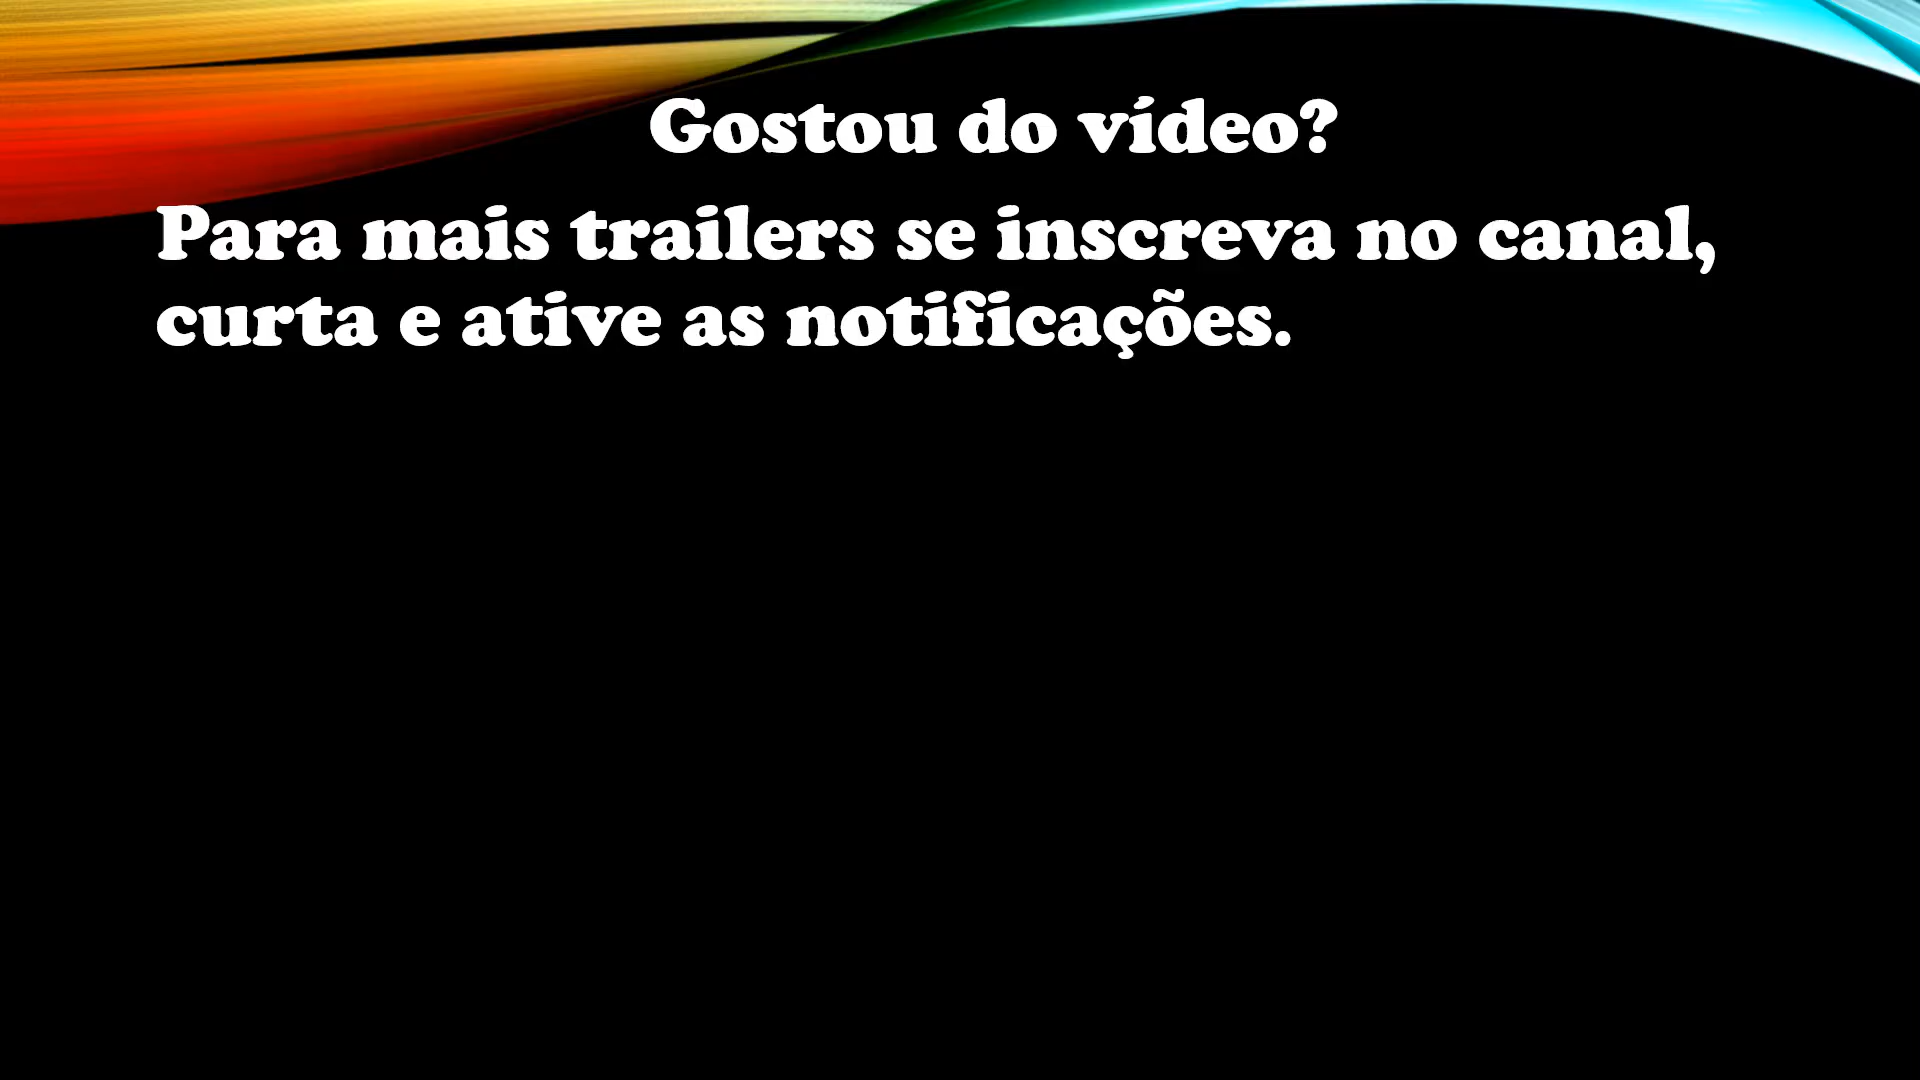 Gostou do vídeo?
Para mais trailers se inscreva no canal,
curta e ative as notificações.